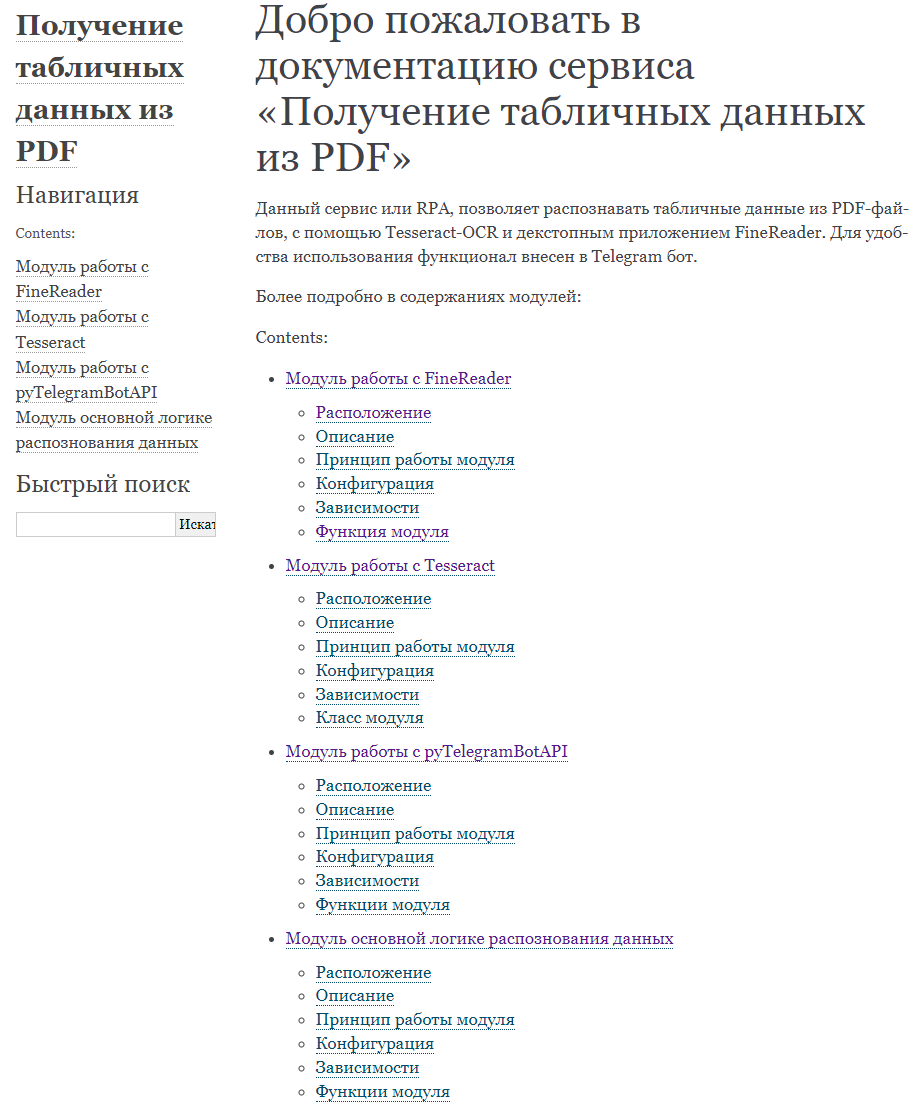 Получение
табличных
данных из
PDF
Навигация
Contents:
Модуль работы с
FineReader
Модуль работы с
Tesseract
Модуль работы с
pyTelegramBotAPI
Модуль основной логике
распознования данных
Быстрый поиск
Искат
Добро пожаловать в
документацию сервиса
«Получение табличных данных
из PDF»
Данный сервис или RPA, позволяет распознавать табличные данные из PDF-фай-
лов, с помощью Tesseract-OCR и декстопным приложением FineReader. Для удоб-
ства использования функционал внесен в Telegram бот.
Более подробно в содержаниях модулей:
Contents:
• Модуль работы с FineReader
◦ Расположение
◦ Описание
◦ Принцип работы модуля
◦ Конфигурация
◦ Зависимости
◦ Функция модуля
• Модуль работы с Tesseract
◦ Расположение
◦ Описание
◦ Принцип работы модуля
◦ Конфигурация
◦ Зависимости
◦ Класс модуля
• Модуль работы с pyTelegramBotAPI
◦ Расположение
◦ Описание
◦ Принцип работы модуля
◦ Конфигурация
◦ Зависимости
◦ Функции модуля
• Модуль основной логике распознования данных
◦ Расположение
◦ Описание
◦ Принцип работы модуля
◦ Конфигурация
◦ Зависимости
◦ Функции модуля